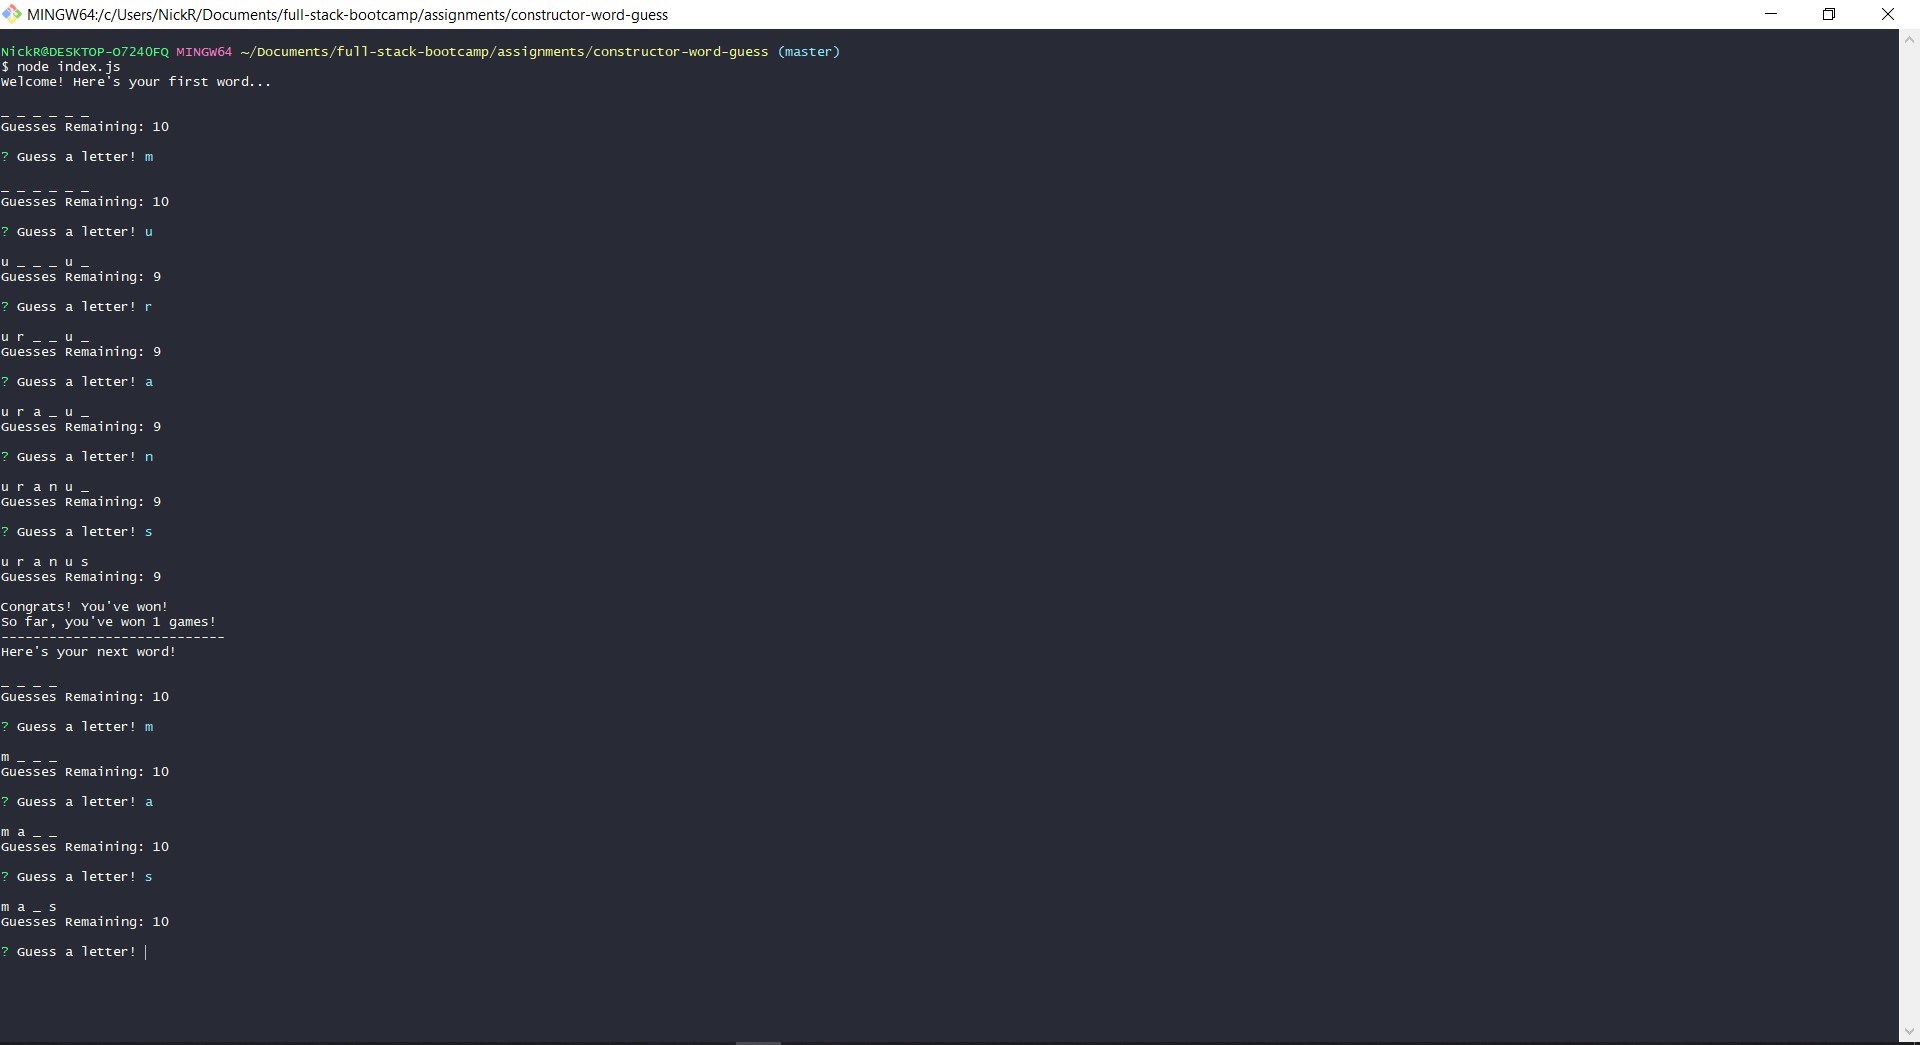 MINGW64:/c/Users/NickR/Documents/full-stack-bootcamp/assignments/constructor-word-guess
NickR@DESKTOP-O7240FQ MINGW64 ~/Documents/full-stack-bootcamp/assignments/constructor-word-guess (master)
$ node index.js
Welcome! Here's your first word...
_ _ _ _ _ _
Guesses Remaining: 10
? Guess a letter! m
_ _ _ _ _ _
Guesses Remaining: 10
? Guess a letter! u
u _ _ _ u _
Guesses Remaining: 9
? Guess a letter! r
u r _ _ u _
Guesses Remaining: 9
? Guess a letter! a
u r a _ u _
Guesses Remaining: 9
? Guess a letter! n
u r a n u _
Guesses Remaining: 9
? Guess a letter! s
u r a n u s
Guesses Remaining: 9
Congrats! You've won!
So far, you've won 1 games!
----------------------------
Here's your next word!
_ _ _ _
Guesses Remaining: 10
? Guess a letter! m
m _ _ _
Guesses Remaining: 10
? Guess a letter! a
m a _ _
Guesses Remaining: 10
? Guess a letter! s
m a _ s
Guesses Remaining: 10
? Guess a letter!